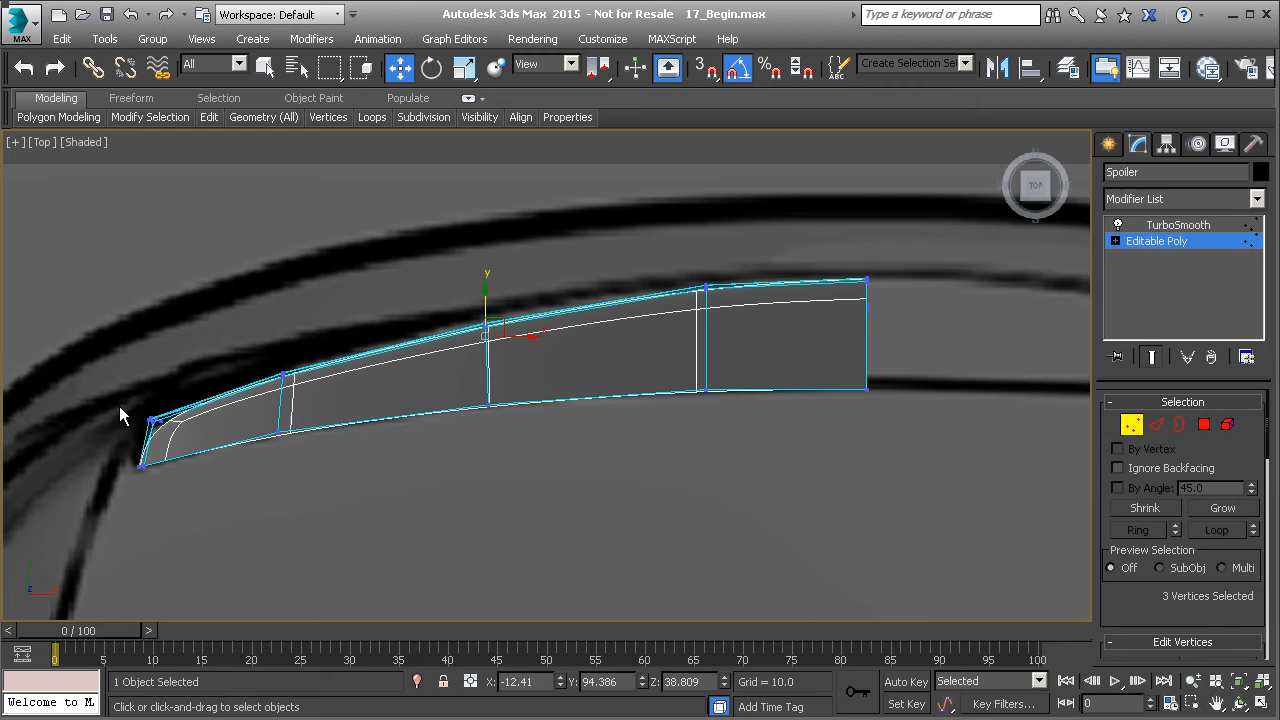 Workspace: Default
Autodesk 3ds Max 2015 - Not for Resale 17_Begin.max
Type a keyword or phrase
MAX
Edit Tools Group Views Create Modifiers Animation Graph Editors Rendering Customize MAXScript Help
All View 3 % ABC Create Selection Se
Modeling Freeform Selection Object Paint Populate
Polygon Modeling Modify Selection Edit Geometry (All) Vertices Loops Subdivision Visibility Align Properties
[+] [Top] [Shaded]
TOP
y
Spoiler
Modifier List
TurboSmooth
Editable Poly
Selection
By Vertex
Ignore Backfacing
By Angle: 45.0
Shrink Grow
Ring Loop
Preview Selection
Off SubObj Multi
3 Vertices Selected
Edit Vertices
z x
< 0 / 100 >
0 5 10 15 20 25 30 35 40 45 50 55 60 65 70 75 80 85 90 95 100
1 Object Selected X: -12.41 Y: 94.386 Z: 38.809 Grid = 10.0 Auto Key Selected
Welcome to M Click or click-and-drag to select objects Add Time Tag Set Key Key Filters... 0